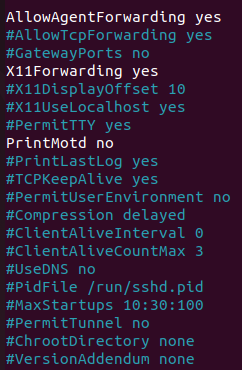 AllowAgentForwarding yes
#AllowTcpForwarding yes
#GatewayPorts no
X11Forwarding yes
#X11DisplayOffset 10
#X11UseLocalhost yes
#PermitTTY yes
PrintMotd no
#PrintLastLog yes
#TCPKeepAlive yes
#PermitUserEnvironment no
#Compression delayed
#ClientAliveInterval 0
#ClientAliveCountMax 3
#UseDNS no
#PidFile /run/sshd.pid
#MaxStartups 10:30:100
#PermitTunnel no
#ChrootDirectory none
#VersionAddendum none